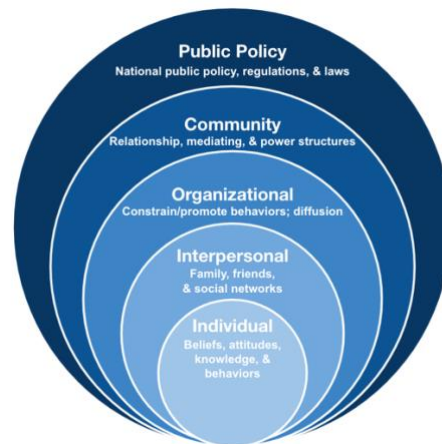 Public Policy
National public policy, regulations, & laws
Community
Relationship, mediating, & power structures
Organizational
Constrain/promote behaviors; diffusion
Interpersonal
Family, friends,
& social networks
Individual
Beliefs, attitudes,
knowledge, &
behaviors